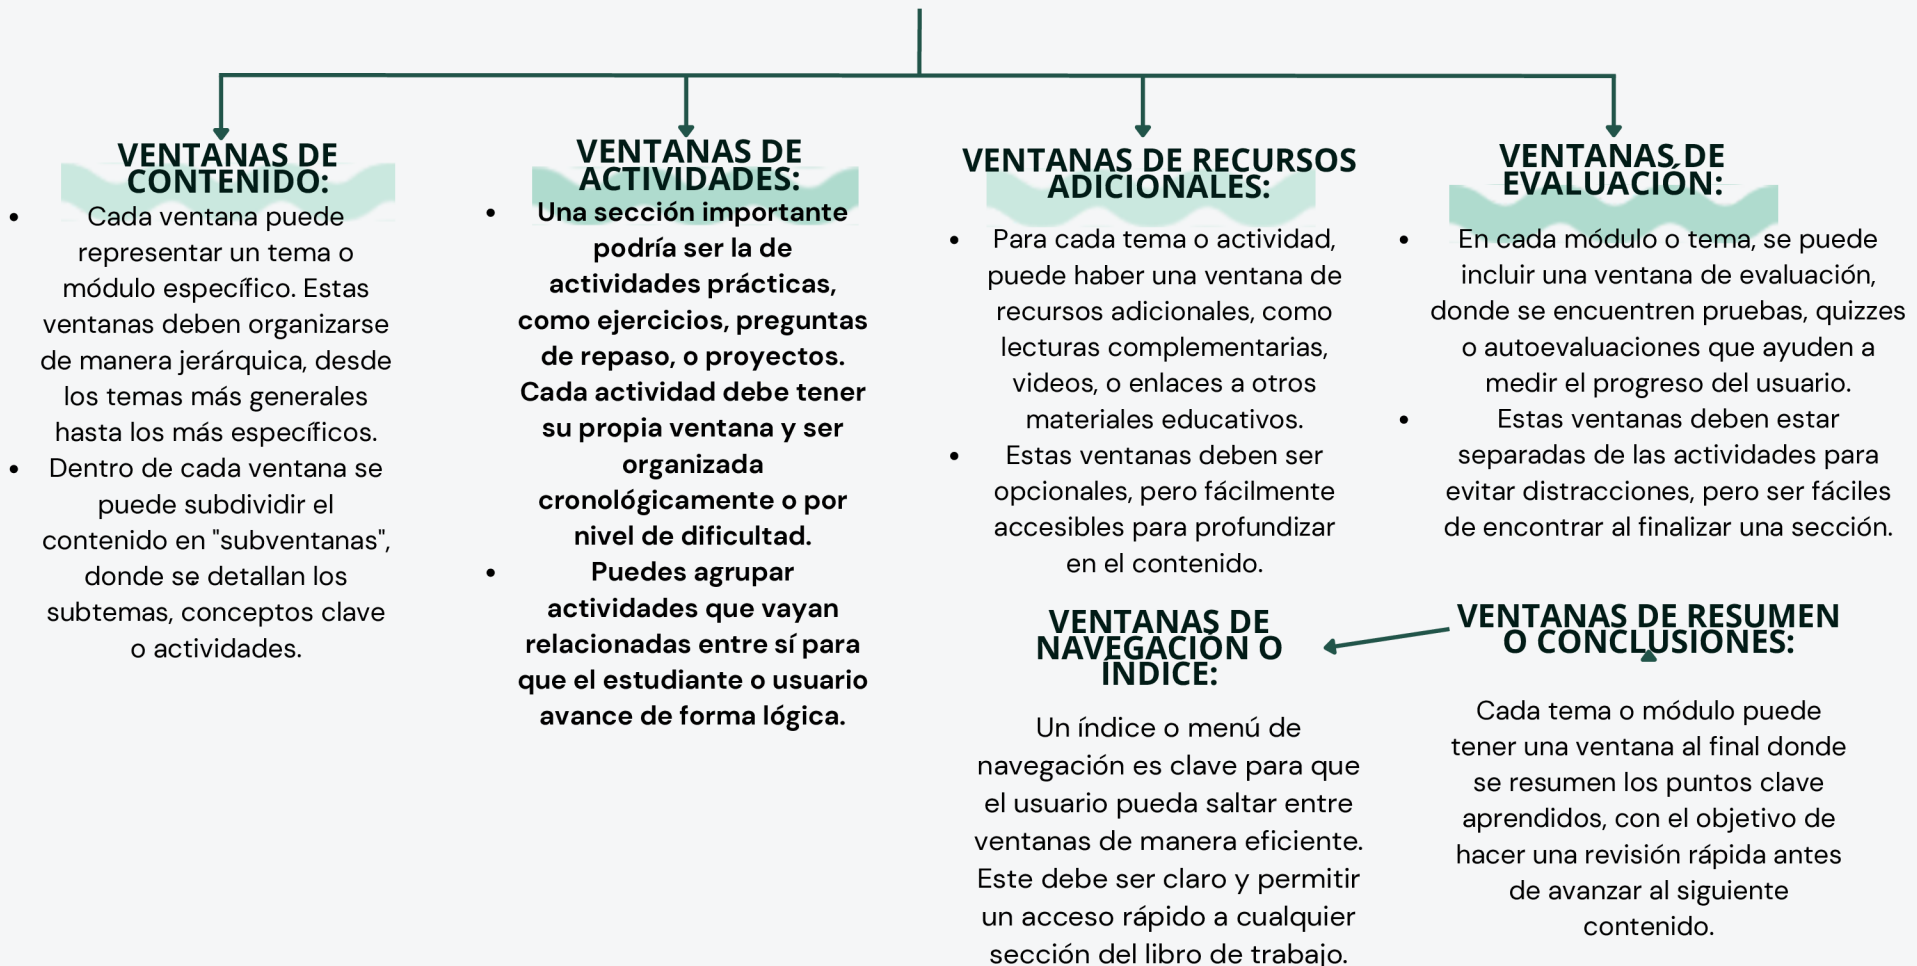 VENTANAS DE
CONTENIDO:
• Cada ventana puede
representar un tema o
módulo específico. Estas
ventanas deben organizarse
de manera jerárquica, desde
los temas más generales
hasta los más específicos.
• Dentro de cada ventana se
puede subdividir el
contenido en "subventanas",
donde se detallan los
subtemas, conceptos clave
o actividades.
VENTANAS DE
ACTIVIDADES:
• Una sección importante
podría ser la de
actividades prácticas,
como ejercicios, preguntas
de repaso, o proyectos.
Cada actividad debe tener
su propia ventana y ser
organizada
cronológicamente o por
nivel de dificultad.
• Puedes agrupar
actividades que vayan
relacionadas entre sí para
que el estudiante o usuario
avance de forma lógica.
VENTANAS DE RECURSOS
ADICIONALES:
• Para cada tema o actividad,
puede haber una ventana de
recursos adicionales, como
lecturas complementarias,
videos, o enlaces a otros
materiales educativos.
• Estas ventanas deben ser
opcionales, pero fácilmente
accesibles para profundizar
en el contenido.
VENTANAS DE
EVALUACIÓN:
• En cada módulo o tema, se puede
incluir una ventana de evaluación,
donde se encuentren pruebas, quizzes
o autoevaluaciones que ayuden a
medir el progreso del usuario.
• Estas ventanas deben estar
separadas de las actividades para
evitar distracciones, pero ser fáciles
de encontrar al finalizar una sección.
VENTANAS DE RESUMEN
O CONCLUSIONES:
Cada tema o módulo puede
tener una ventana al final donde
se resumen los puntos clave
aprendidos, con el objetivo de
hacer una revisión rápida antes
de avanzar al siguiente
contenido.
VENTANAS DE
NAVEGACIÓN O
ÍNDICE:
Un índice o menú de
navegación es clave para que
el usuario pueda saltar entre
ventanas de manera eficiente.
Este debe ser claro y permitir
un acceso rápido a cualquier
sección del libro de trabajo.